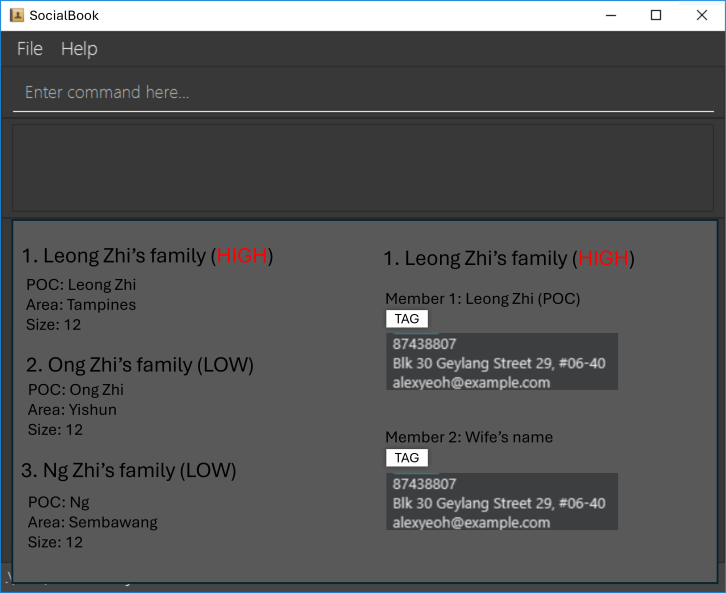 SocialBook
File Help
Enter command here...
1. Leong Zhi’s family (HIGH)
POC: Leong Zhi
Area: Tampines
Size: 12
2. Ong Zhi’s family (LOW)
POC: Ong Zhi
Area: Yishun
Size: 12
3. Ng Zhi’s family (LOW)
POC: Ng
Area: Sembawang
Size: 12
1. Leong Zhi’s family (HIGH)
Member 1: Leong Zhi (POC)
TAG
87438807
Blk 30 Geylang Street 29, #06-40
alexyeoh@example.com
Member 2: Wife’s name
TAG
87438807
Blk 30 Geylang Street 29, #06-40
alexyeoh@example.com